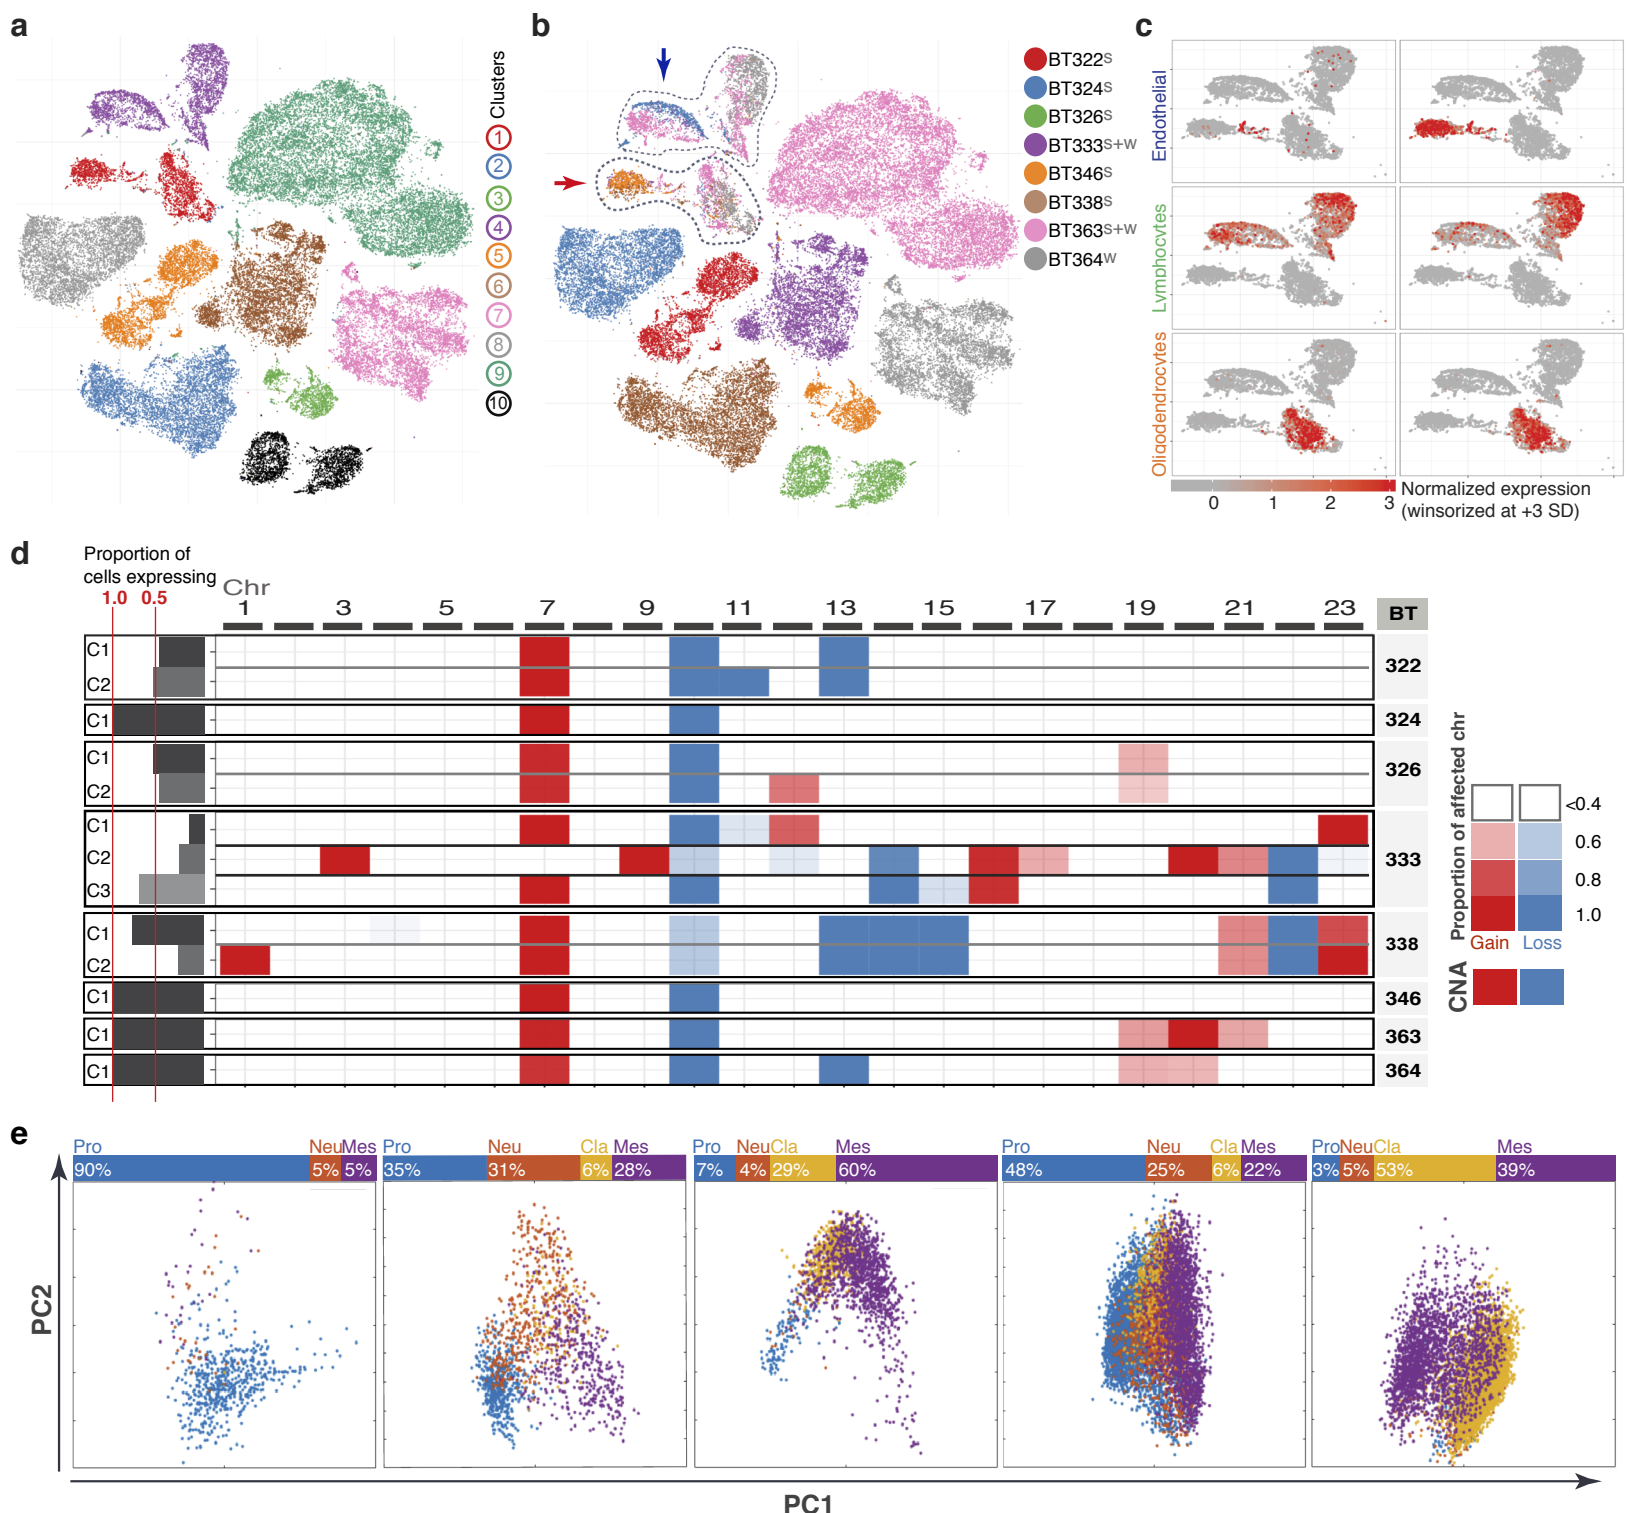 a
Clusters
1
2
3
4
5
6
7
8
9
10
b
BT322S
BT324S
BT326S
BT333S+W
BT346S
BT338S
BT363S+W
BT364W
c
Endothelial
Lymphocytes
Oligodendrocytes
0 1 2 3
Normalized expression
(winsorized at +3 SD)
d
Proportion of
cells expressing
1.0 0.5
Chr
1 3 5 7 9 11 13 15 17 19 21 23
BT
C1
C2
322
C1
324
C1
C2
326
C1
C2
C3
333
C1
C2
338
C1
346
C1
363
C1
364
Proportion of affected chr
<0.4
0.6
0.8
1.0
Gain Loss
CNA
e
Pro Neu Mes
90% 5% 5%
Pro Neu Cla Mes
35% 31% 6% 28%
Pro Neu Cla Mes
7% 4% 29% 60%
Pro Neu Cla Mes
48% 25% 6% 22%
Pro Neu Cla Mes
3% 5% 53% 39%
PC2
PC1